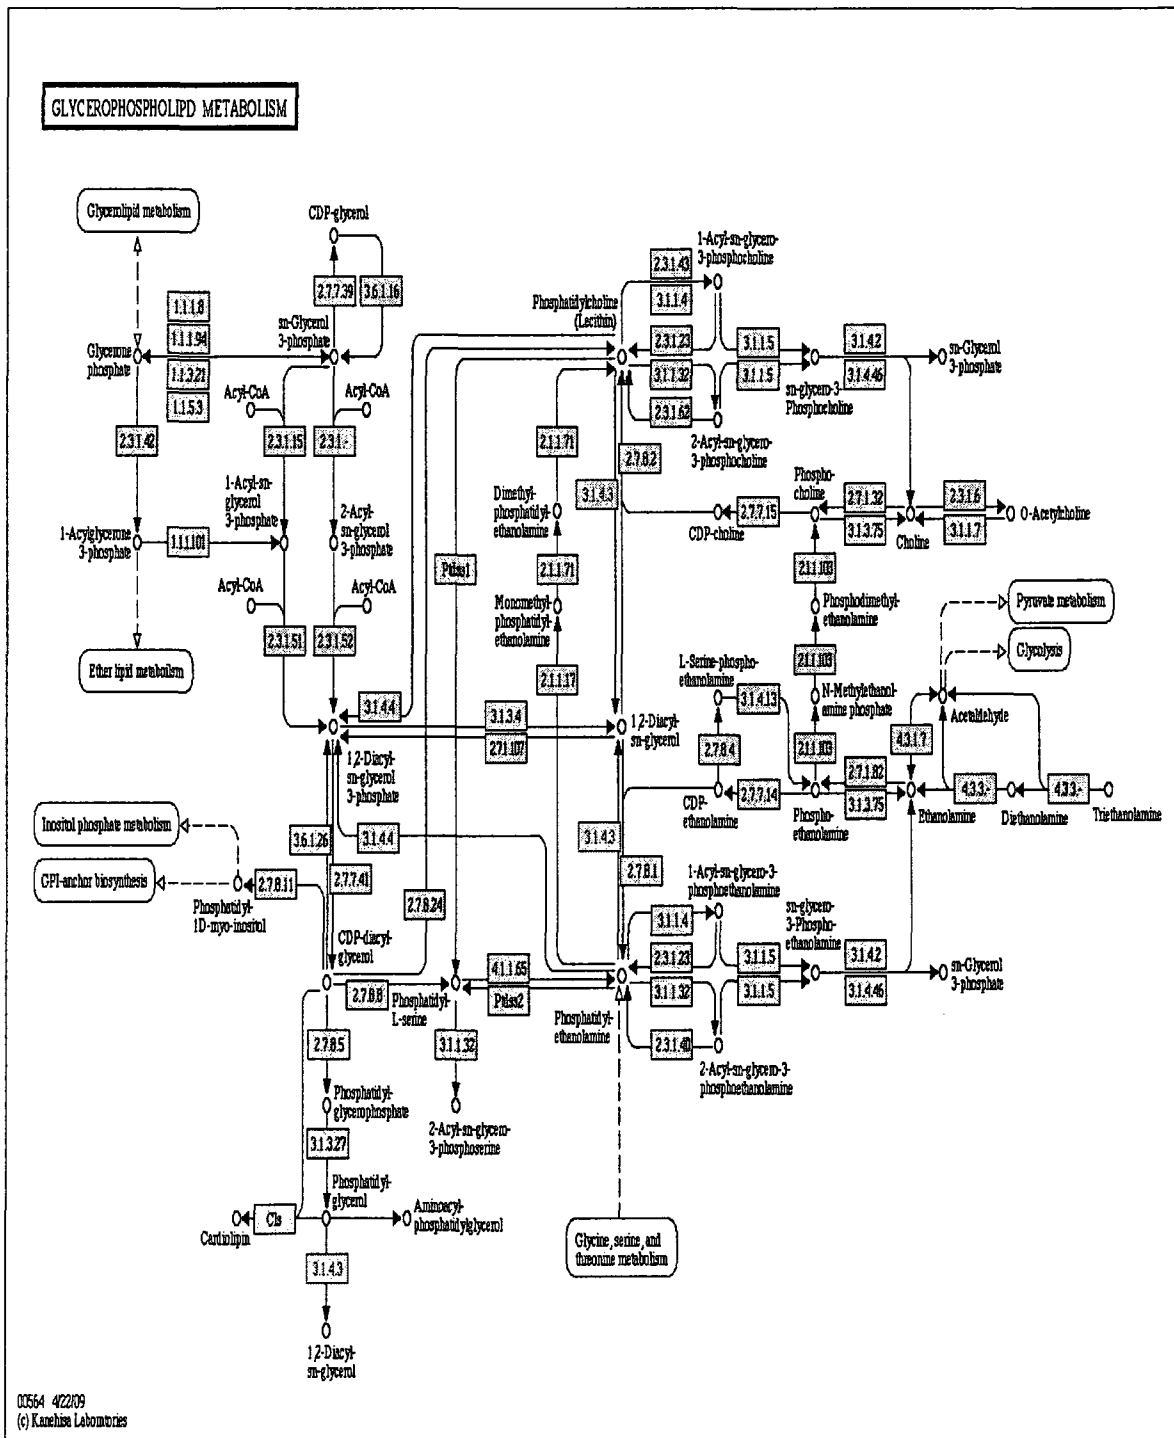 GLYCEROPHOSPHOLIPD METABOLISM
Glycerolipid metabolism
CDP-glycerol
2.7.7.39
3.6.1.16
1.1.1.8
1.1.1.94
1.1.3.21
1.1.5.3
sn-Glycerol
3-phosphate
Glycerone
phosphate
Acyl-CoA
Acyl-CoA
2.3.1.42
2.3.1.15
2.3.1.-
1-Acyl-sn-
glycerol
3-phosphate
2-Acyl-
sn-glycerol
3-phosphate
1-Acylglycerone
3-phosphate
1.1.1.101
Acyl-CoA
Acyl-CoA
2.3.1.51
2.3.1.52
Ether lipid metabolism
3.1.4.4
3.1.3.4
2.7.1.107
1,2-Diacyl-
sn-glycerol
3-phosphate
1,2-Diacyl-
sn-glycerol
Phosphatidylcholine
(Lecithin)
2.3.1.43
3.1.1.4
1-Acyl-sn-glycero-
3-phosphocholine
2.3.1.23
3.1.1.32
2.3.1.62
3.1.1.5
3.1.1.5
2-Acyl-sn-glycero-
3-phosphocholine
sn-glycero-3-
Phosphocholine
3.1.4.2
3.1.4.46
sn-Glycerol
3-phosphate
2.1.1.71
2.7.8.2
3.1.4.3
Dimethyl-
phosphatidyl-
ethanolamine
2.1.1.71
Monomethyl-
phosphatidyl-
ethanolamine
2.1.1.17
Ptdss1
CDP-choline
2.7.7.15
Phospho-
choline
2.7.1.32
3.1.3.75
Choline
2.3.1.6
3.1.1.7
O-Acetylcholine
2.1.1.103
Phosphodimethyl-
ethanolamine
2.1.1.103
N-Methylethanol-
amine phosphate
2.1.1.103
Pyruvate metabolism
Glycolysis
Acetaldehyde
L-Serine-phospho-
ethanolamine
3.1.4.13
2.7.8.4
CDP-
ethanolamine
2.7.7.14
Phospho-
ethanolamine
2.7.1.82
3.1.3.75
4.3.1.7
Ethanolamine
4.3.3.-
Diethanolamine
4.3.3.-
Triethanolamine
Inositol phosphate metabolism
GPI-anchor biosynthesis
2.7.8.11
Phosphatidyl-
1D-myo-inositol
3.6.1.26
2.7.7.41
3.1.4.4
2.7.8.24
3.1.4.3
2.7.8.1
CDP-diacyl-
glycerol
2.7.8.8
Phosphatidyl-
L-serine
4.1.1.65
Ptdss2
Phosphatidyl-
ethanolamine
1-Acyl-sn-glycero-3-
phosphoethanolamine
3.1.1.4
2.3.1.23
3.1.1.32
2.3.1.40
3.1.1.5
3.1.1.5
sn-glycero-
3-Phospho-
ethanolamine
3.1.4.2
3.1.4.46
sn-Glycerol
3-phosphate
2-Acyl-sn-glycero-3-
phosphoethanolamine
2.7.8.5
3.1.1.32
Phosphatidyl-
glycerophosphate
2-Acyl-sn-glycero-
3-phosphoserine
3.1.3.27
Phosphatidyl-
glycerol
Cls
Cardiolipin
Aminoacyl-
phosphatidylglycerol
Glycine, serine, and
threonine metabolism
3.1.4.3
1,2-Diacyl-
sn-glycerol
00564 4/22/09
(c) Kanehisa Laboratories